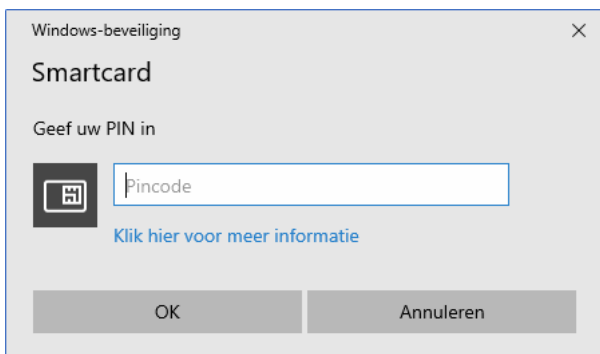 Windows-beveiliging
Smartcard
Geef uw PIN in
Pincode
Klik hier voor meer informatie
OK
Annuleren